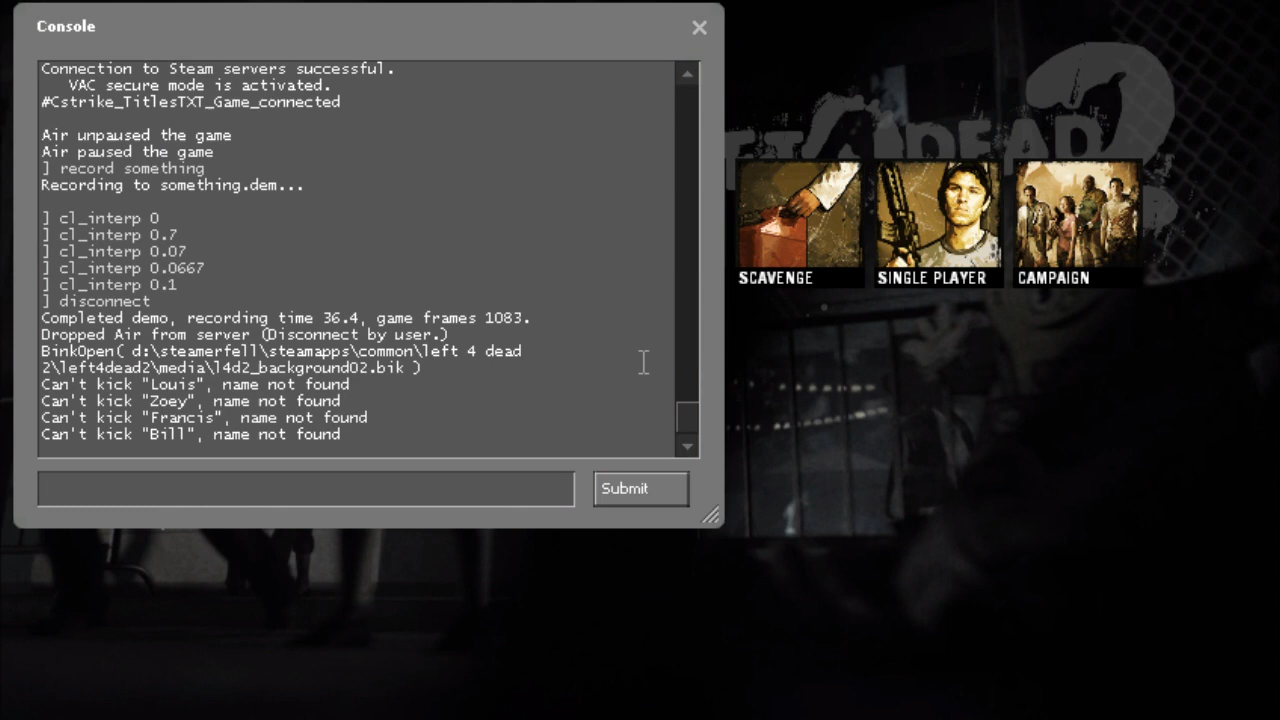 Console
Connection to Steam servers successful.
VAC secure mode is activated.
#Cstrike_TitlesTXT_Game_connected
Air unpaused the game
Air paused the game
] record something
Recording to something.dem...
] cl_interp 0
] cl_interp 0.7
] cl_interp 0.07
] cl_interp 0.0667
] cl_interp 0.1
] disconnect
Completed demo, recording time 36.4, game frames 1083.
Dropped Air from server (Disconnect by user.)
BinkOpen( d:\steamerfell\steamapps\common\left 4 dead
2\left4dead2\media\l4d2_background02.bik )
Can't kick "Louis", name not found
Can't kick "Zoey", name not found
Can't kick "Francis", name not found
Can't kick "Bill", name not found
Submit
4 DEAD 2
SCAVENGE
SINGLE PLAYER
CAMPAIGN